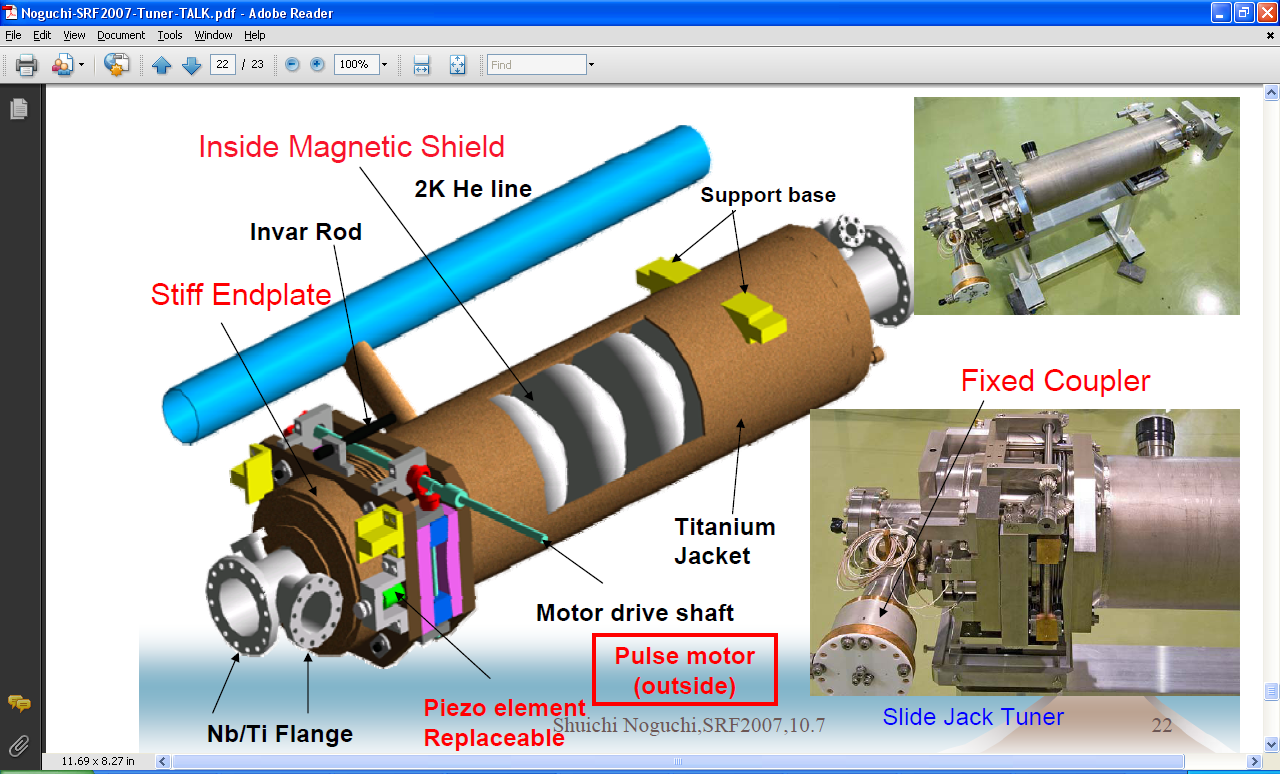 Noguchi-SRF2007-Tuner-TALK.pdf - Adobe Reader
File Edit View Document Tools Window Help
22 / 23 100% Find
Inside Magnetic Shield
2K He line
Support base
Invar Rod
Stiff Endplate
Fixed Coupler
Titanium
Jacket
Motor drive shaft
Pulse motor
(outside)
Piezo element
Replaceable
Nb/Ti Flange
Shuichi Noguchi,SRF2007,10.7
Slide Jack Tuner
22
11.69 x 8.27 in